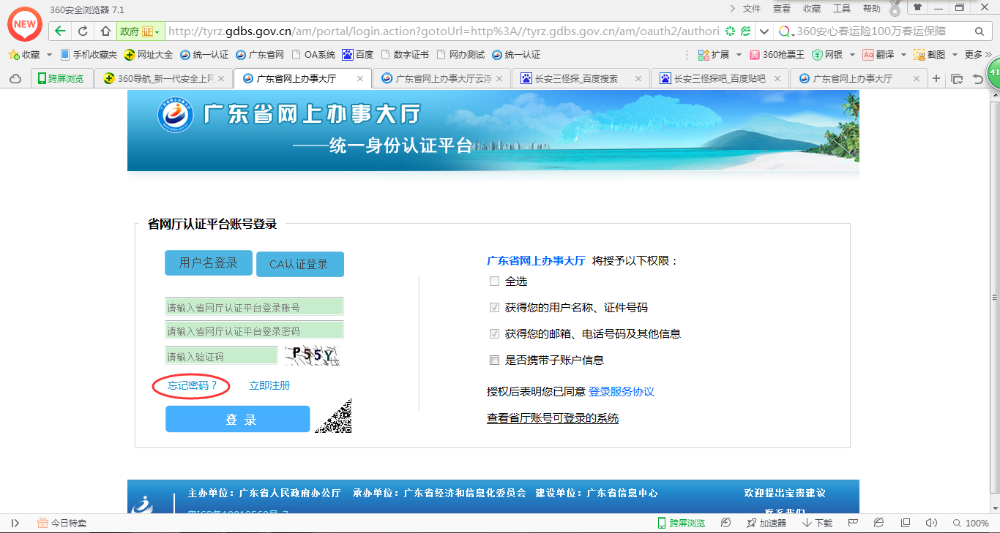 360安全浏览器 7.1
文件 查看 收藏 工具 帮助
NEW
政府 证 http://tyrz.gdbs.gov.cn/am/portal/login.action?gotoUrl=http%3A//tyrz.gdbs.gov.cn/am/oauth2/authori 360安心春运险100万春运保障
收藏 手机收藏夹 网址大全 统一认证 广东省网 OA系统 百度 数字证书 网办测试 统一认证 扩展 360抢票王 网银 Aあ 翻译 截图 更多 »
跨屏浏览 360导航_新一代安全上网 广东省网上办事大厅 广东省网上办事大厅云浮 长安三怪探_百度搜索 长安三怪探吧_百度贴吧 广东省网上办事大厅 41
广东省网上办事大厅
——统一身份认证平台
省网厅认证平台账号登录
用户名登录 CA认证登录
请输入省网厅认证平台登录账号
请输入省网厅认证平台登录密码
请输入验证码 P55Y
忘记密码？ 立即注册
登 录
广东省网上办事大厅 将授予以下权限：
全选
获得您的用户名称、证件号码
获得您的邮箱、电话号码及其他信息
是否携带子账户信息
授权后表明您已同意 登录服务协议
查看省厅账号可登录的系统
主办单位：广东省人民政府办公厅 承办单位：广东省经济和信息化委员会 建设单位：广东省信息中心 欢迎提出宝贵建议
联系我们
今日特卖 跨屏浏览 加速器 下载 100%